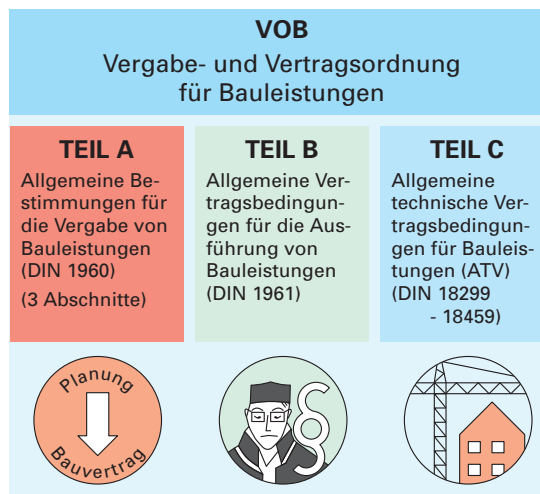 VOB
Vergabe- und Vertragsordnung
für Bauleistungen
TEIL A
Allgemeine Be-
stimmungen für
die Vergabe von
Bauleistungen
(DIN 1960)
(3 Abschnitte)
TEIL B
Allgemeine Ver-
tragsbedingun-
gen für die Aus-
führung von
Bauleistungen
(DIN 1961)
TEIL C
Allgemeine
technische Ver-
tragsbedingun-
gen für Bauleis-
tungen (ATV)
(DIN 18299
- 18459)
Planung
Bauvertrag
§